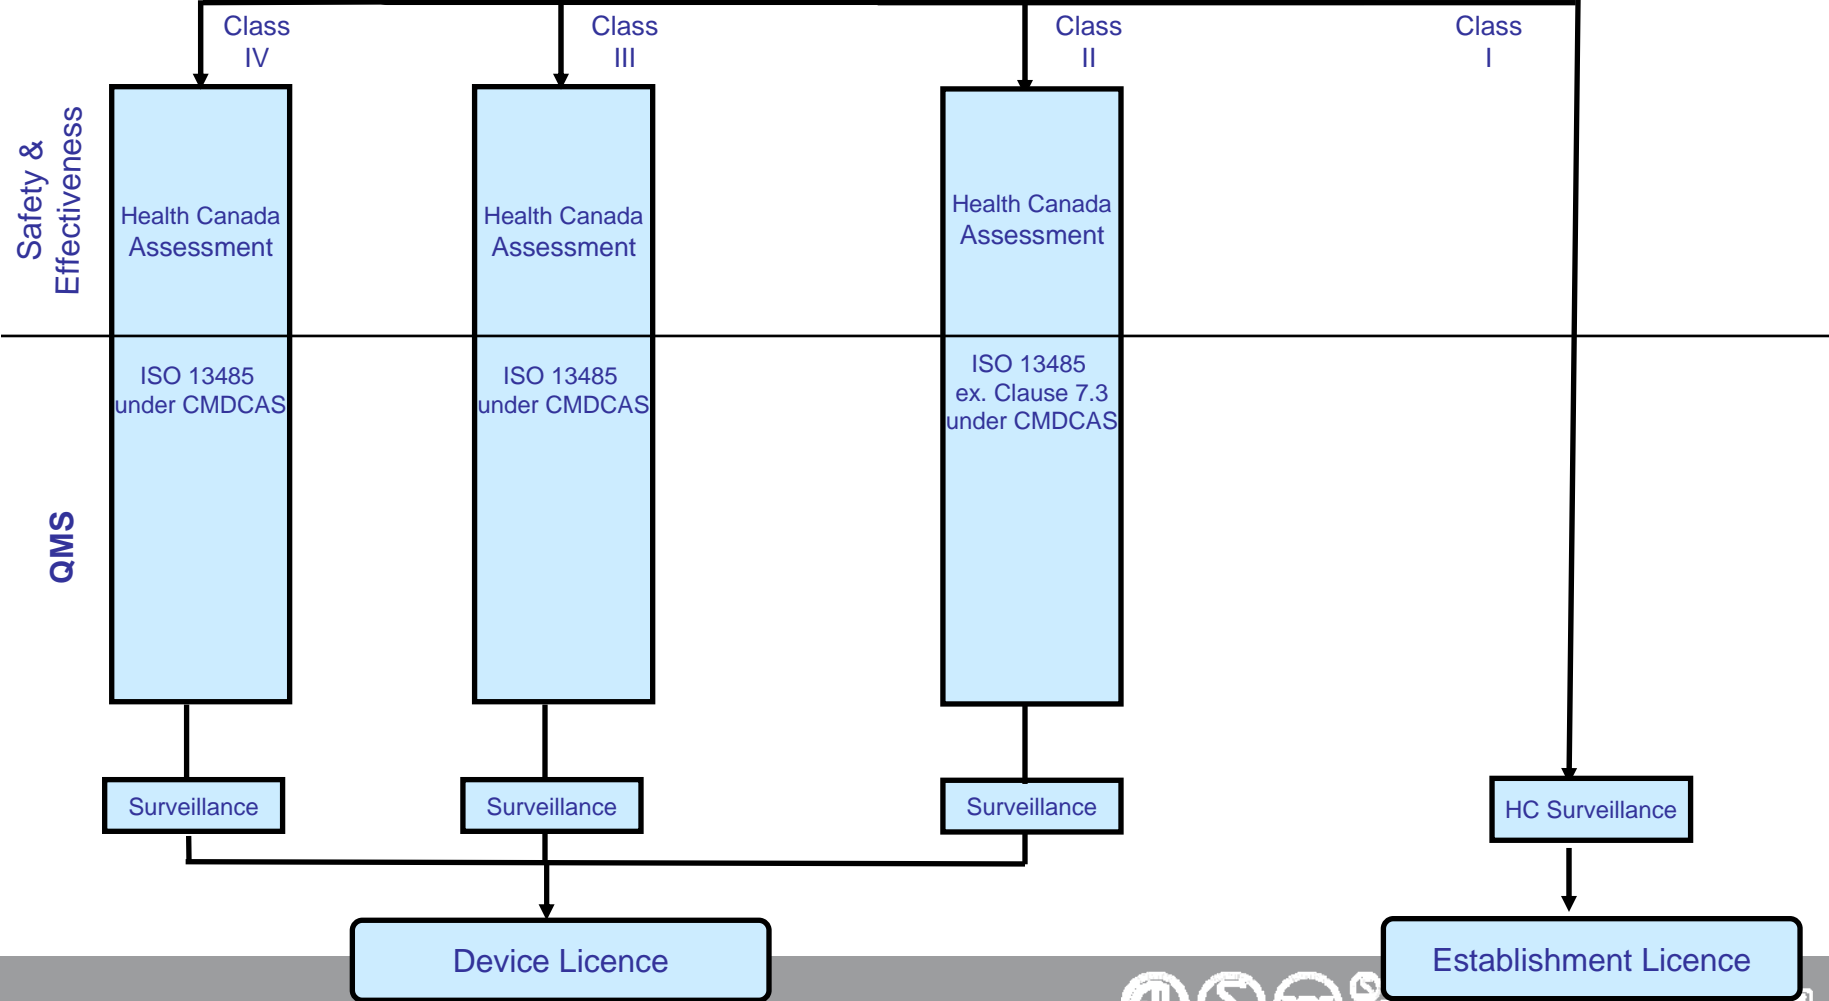 Class
IV
Class
III
Class
II
Class
I
Safety &
Effectiveness
Health Canada
Assessment
Health Canada
Assessment
Health Canada
Assessment
QMS
ISO 13485
under CMDCAS
ISO 13485
under CMDCAS
ISO 13485
ex. Clause 7.3
under CMDCAS
Surveillance
Surveillance
Surveillance
HC Surveillance
Device Licence
Establishment Licence